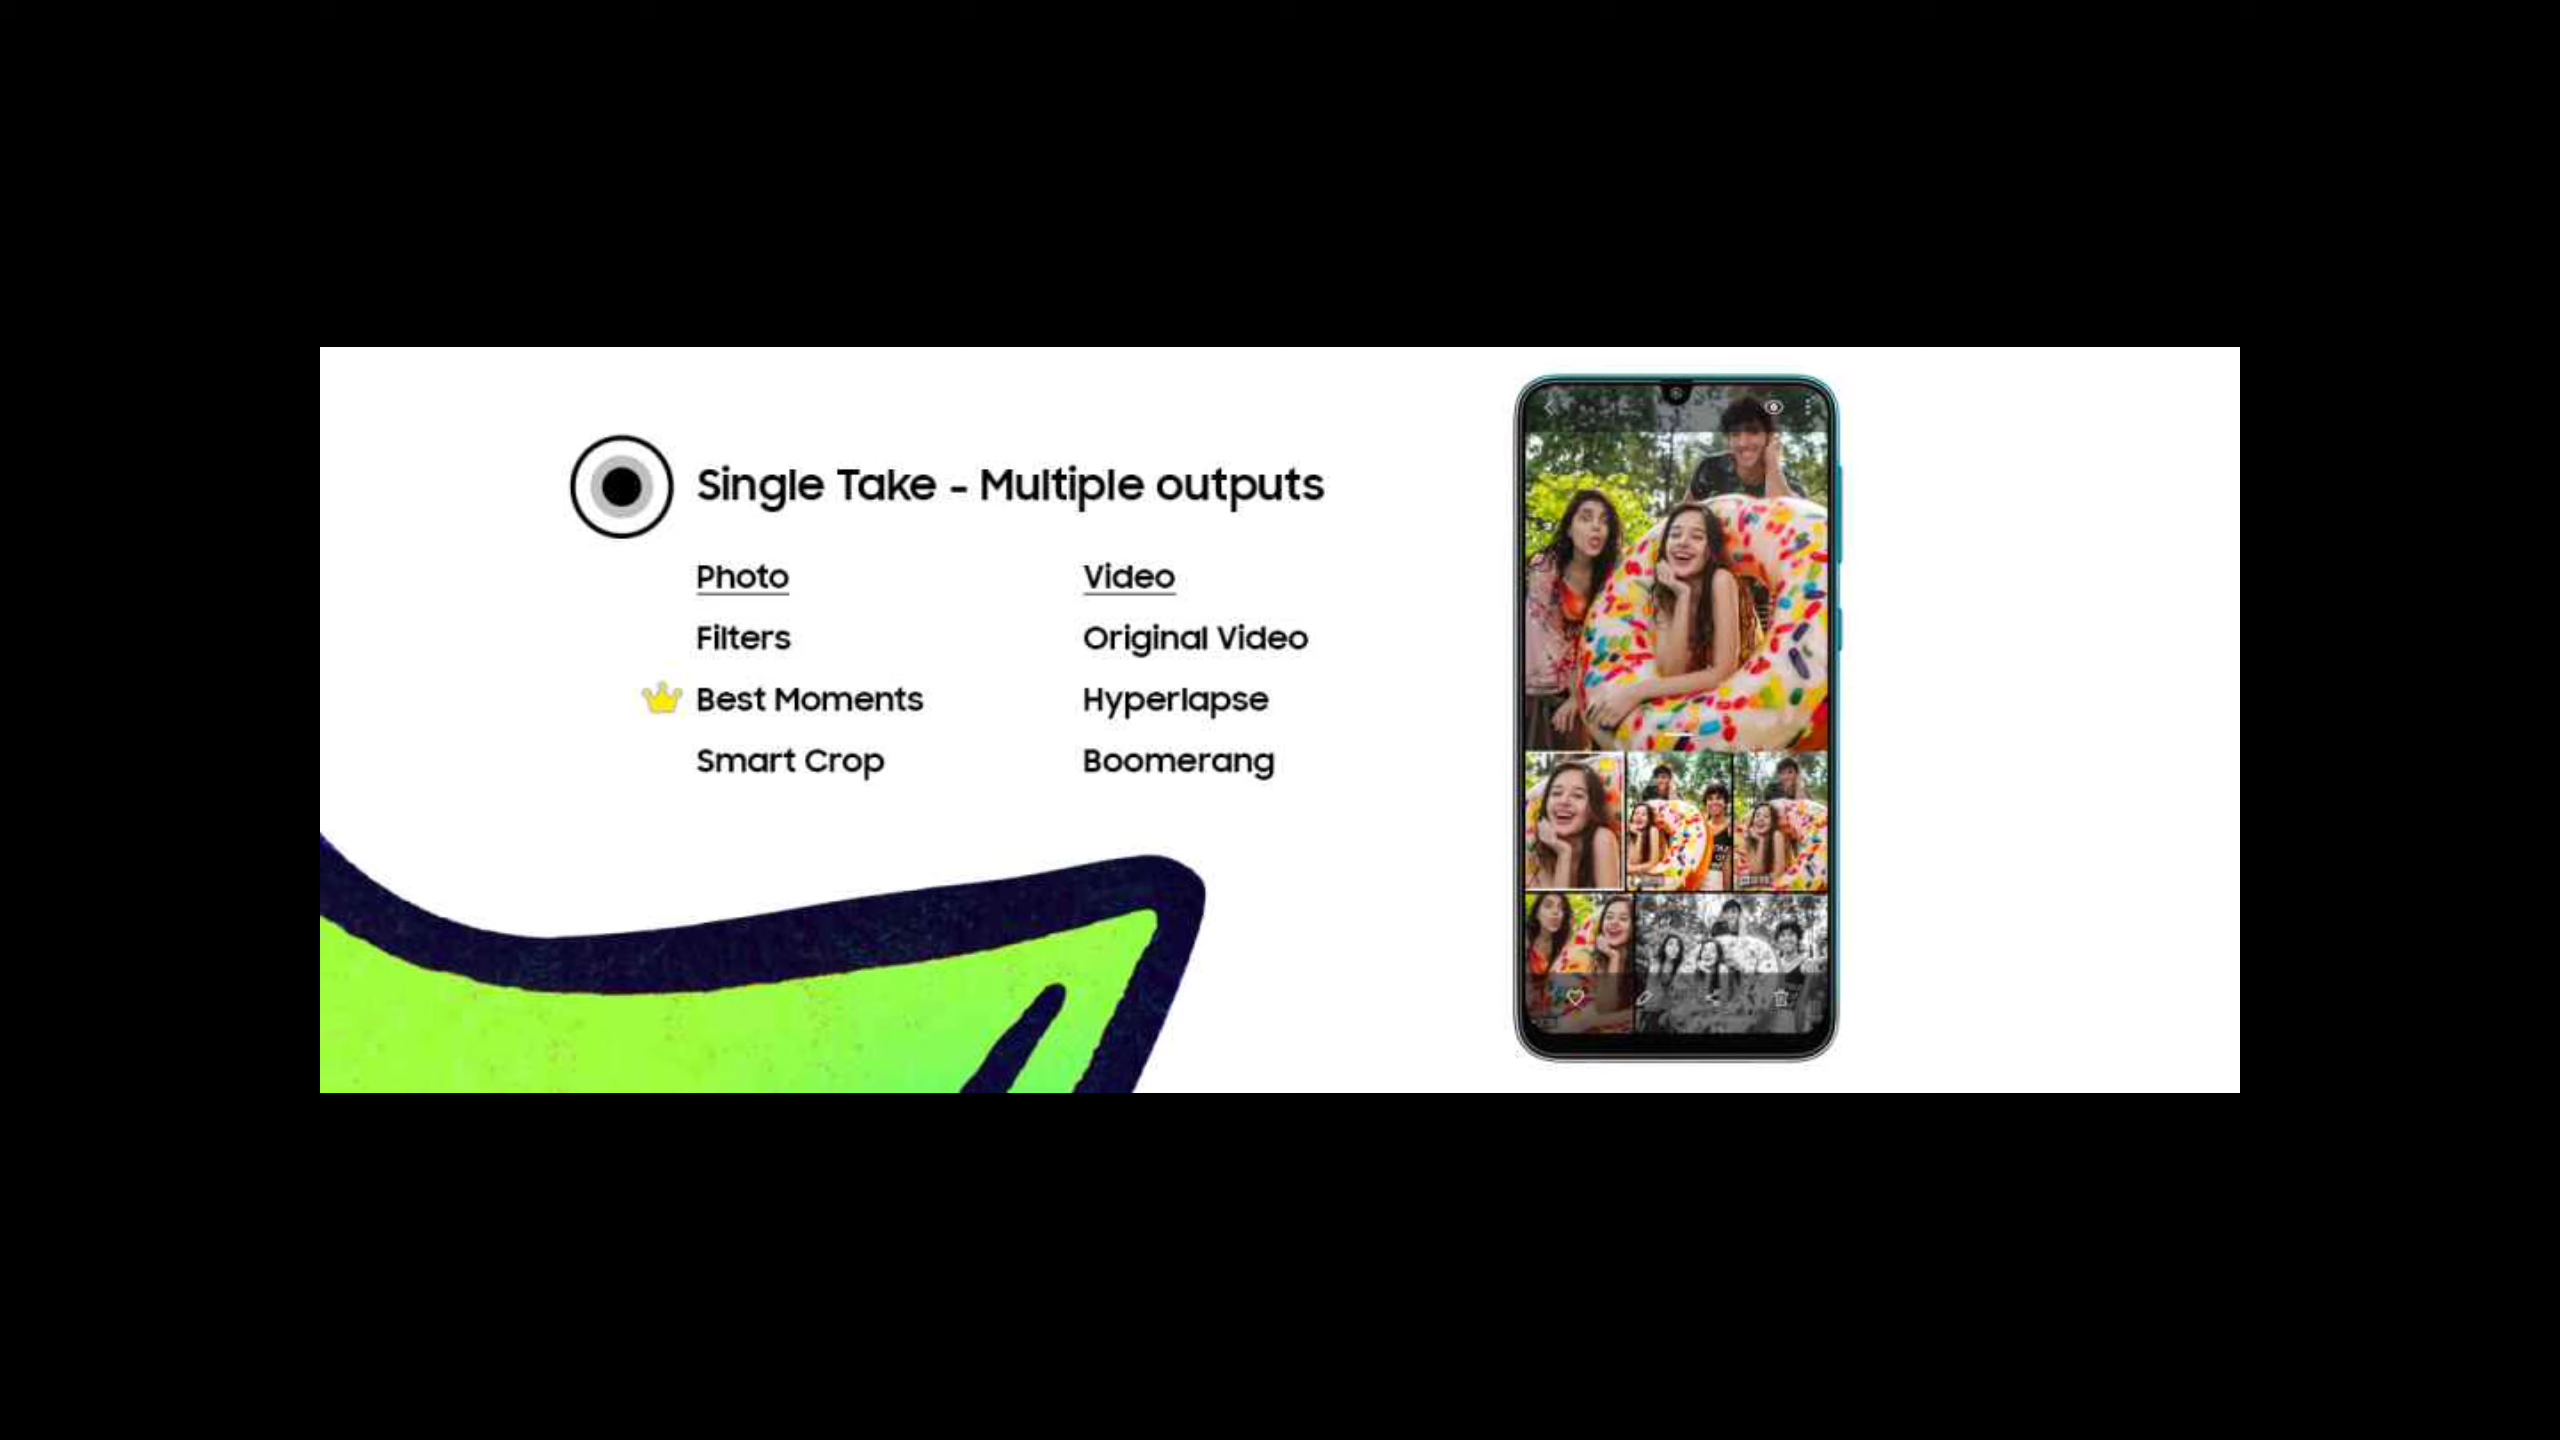 Single Take - Multiple outputs
Photo
Filters
Best Moments
Smart Crop
Video
Original Video
Hyperlapse
Boomerang